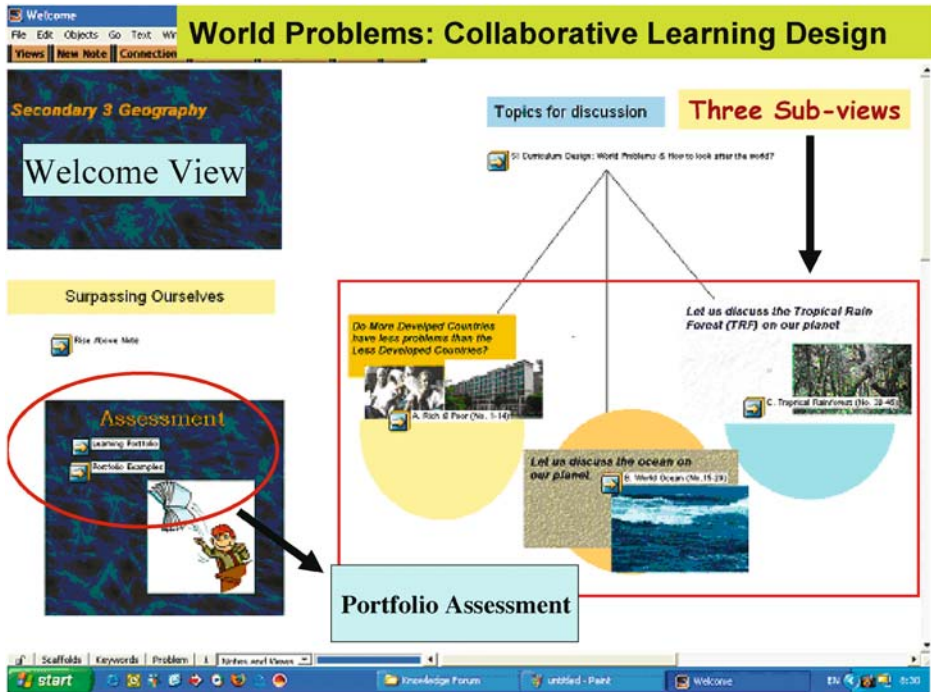 Welcome
World Problems: Collaborative Learning Design
File Edit Objects Go Text Win
Views New Note Connection
Secondary 3 Geography
Welcome View
Topics for discussion
Three Sub-views
SI Curriculum Design: World Problems & How to look after the world?
Surpassing Ourselves
Rise Above Note
Do More Develped Countries
have less problems than the
Less Developed Countries?
A. Rich & Poor (No. 1-14)
Let us discuss the Tropical Rain
Forest (TRF) on our planet
C. Tropical Rainforest (No. 30-45)
Let us discuss the ocean on
our planet
B. World Ocean (No.15-29)
Assessment
Learning Portfolio
Portfolio Examples
Portfolio Assessment
Scaffolds Keywords Problem i Notes and Views
start Knowledge Forum untitled - Paint Welcome EN 8:30